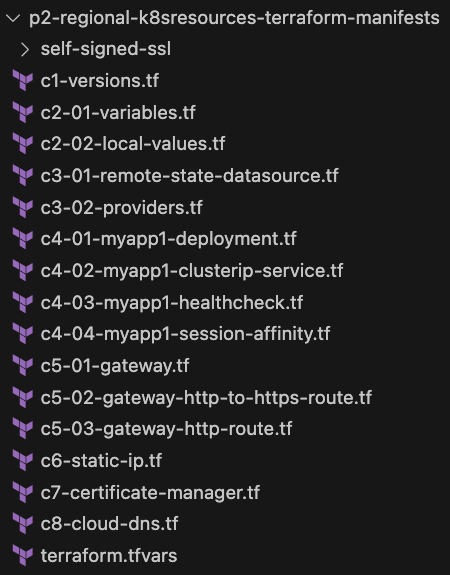 p2-regional-k8sresources-terraform-manifests
self-signed-ssl
c1-versions.tf
c2-01-variables.tf
c2-02-local-values.tf
c3-01-remote-state-datasource.tf
c3-02-providers.tf
c4-01-myapp1-deployment.tf
c4-02-myapp1-clusterip-service.tf
c4-03-myapp1-healthcheck.tf
c4-04-myapp1-session-affinity.tf
c5-01-gateway.tf
c5-02-gateway-http-to-https-route.tf
c5-03-gateway-http-route.tf
c6-static-ip.tf
c7-certificate-manager.tf
c8-cloud-dns.tf
terraform.tfvars